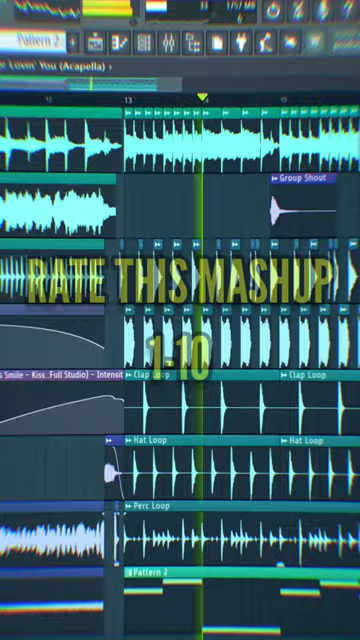 Pattern 2
Lovin' You (Acapella)
12 13 14 15
Group Shout
RATE THIS MASHUP
1-10
s Smile - Kiss .Full Studio) - Intensit
Clap Loop Clap Loop
Hat Loop Hat Loop
Perc Loop
Pattern 2